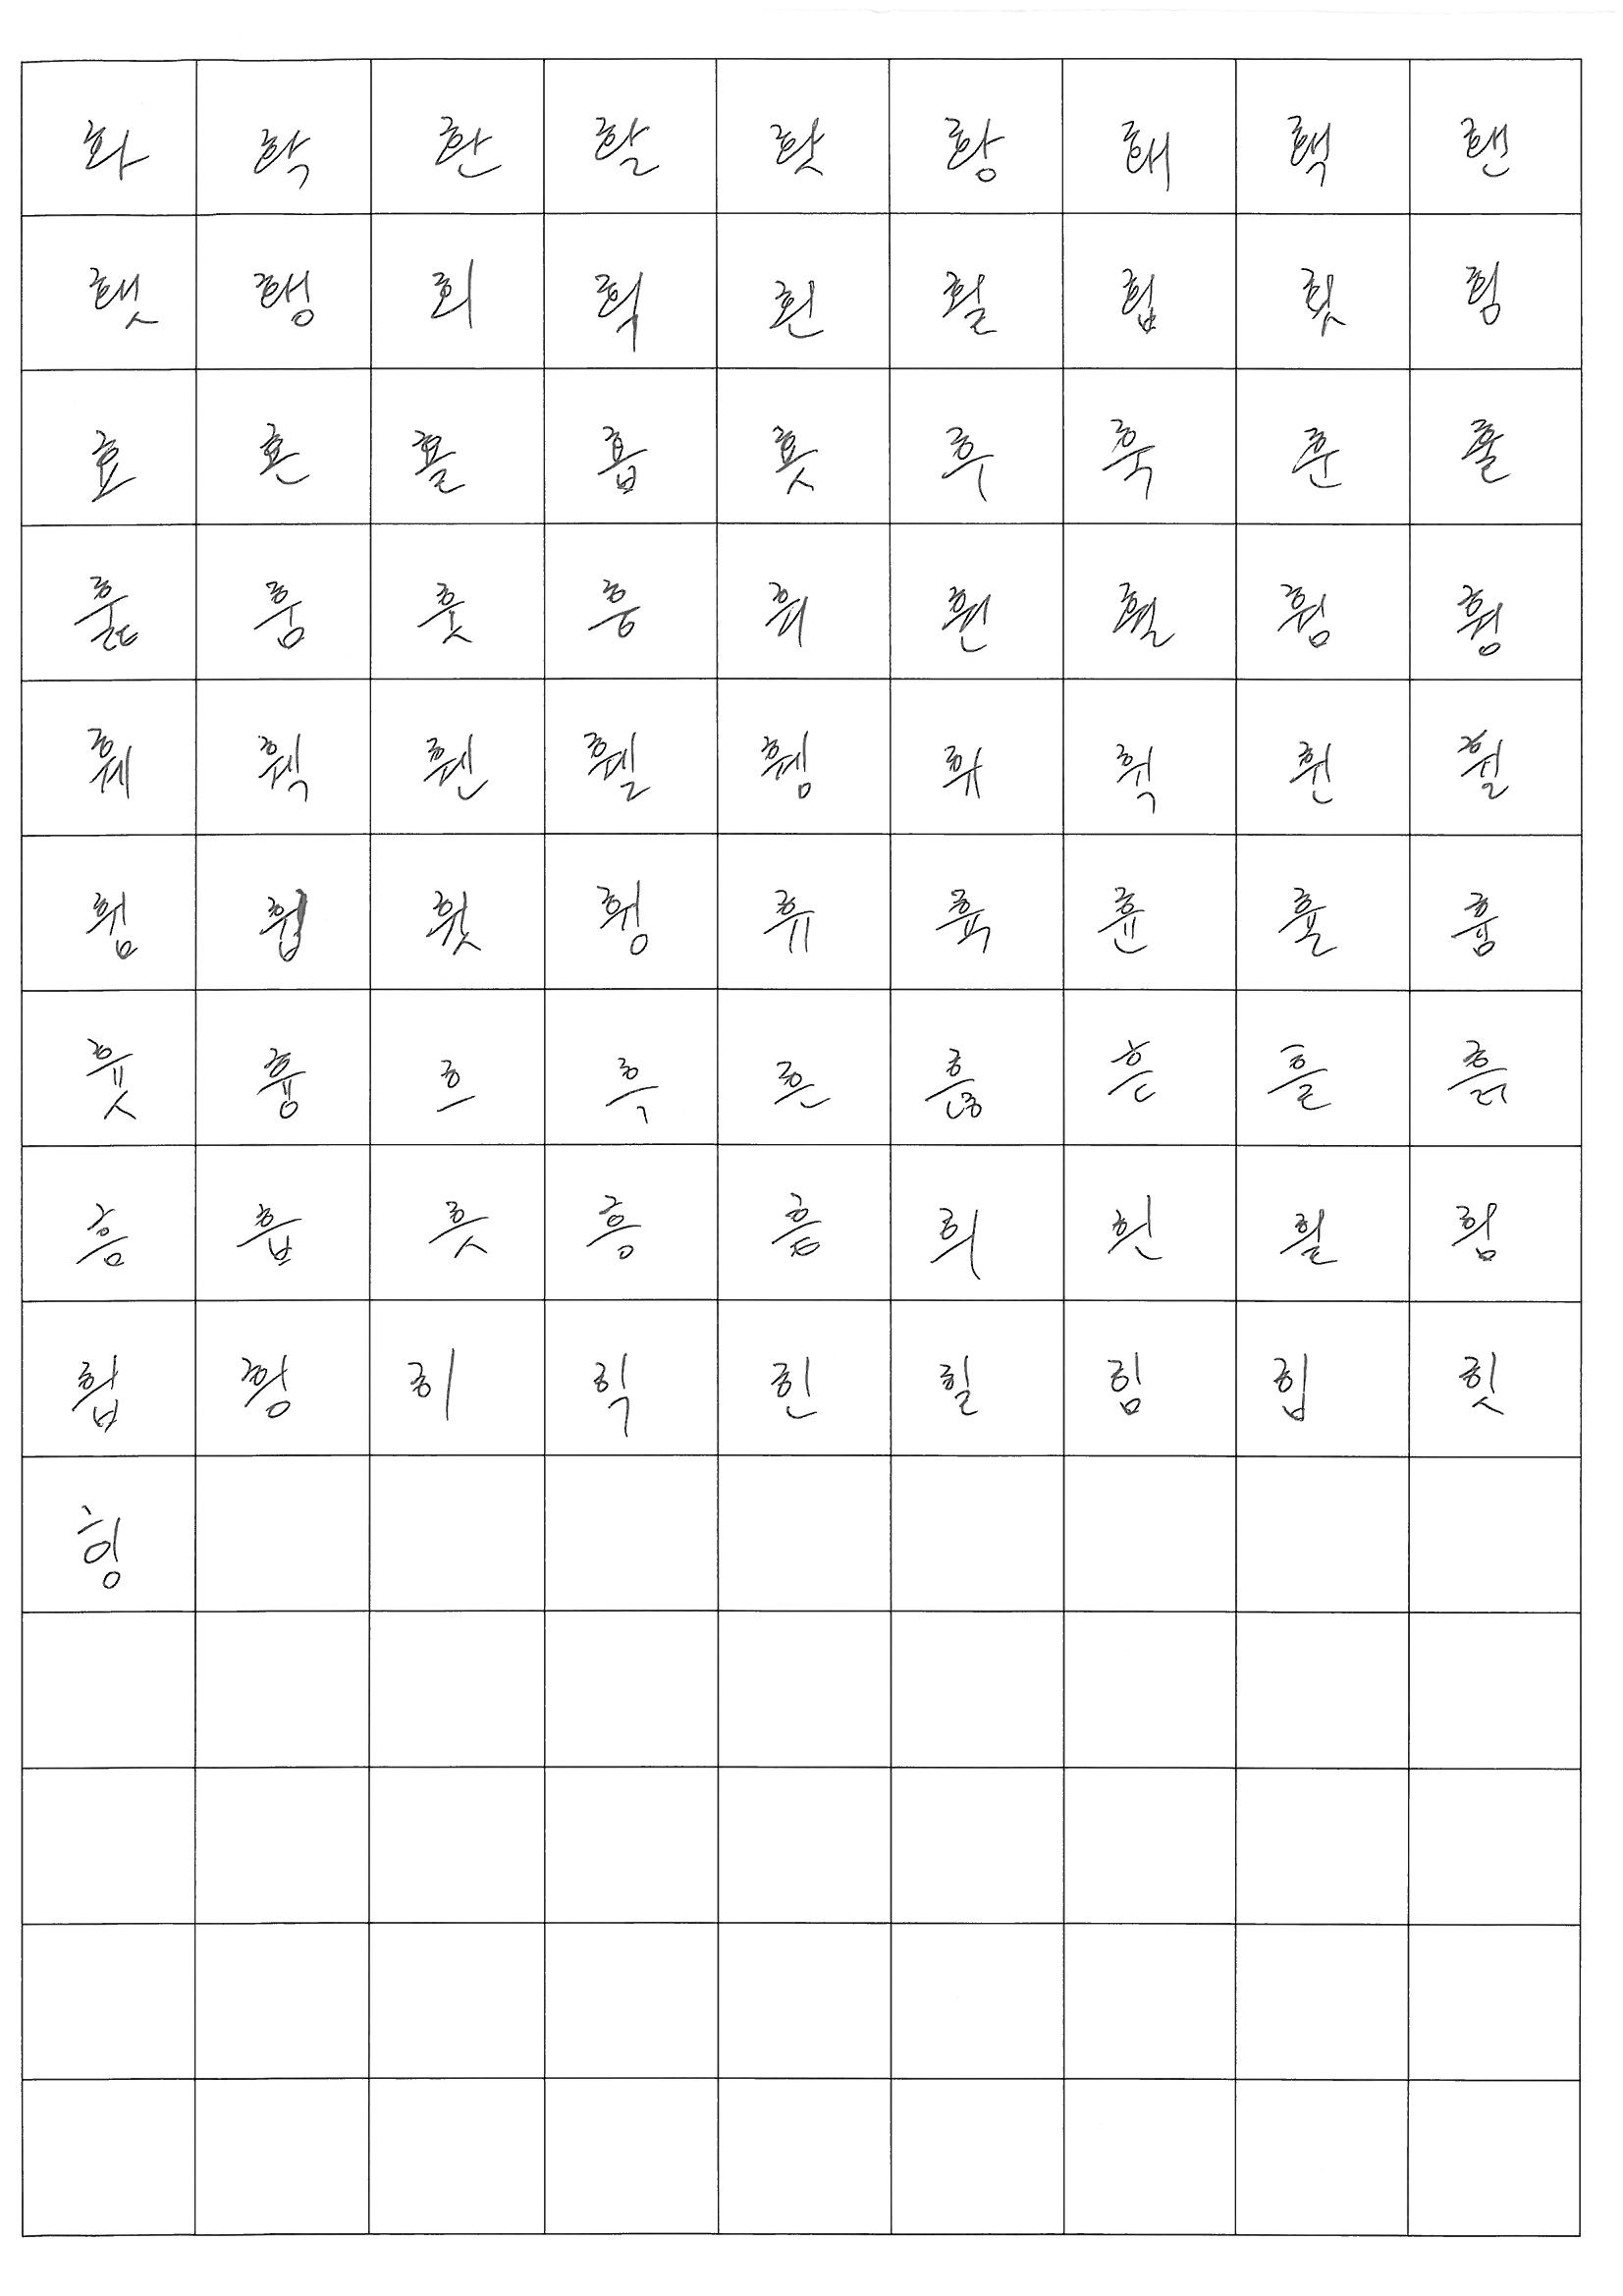 화 확 환 활 홧 황 홰 홱 홴
횃 횅 회 획 횐 횔 횝 횟 횡
효 횬 횰 횹 횻 후 훅 훈 훌
훑 훔 훗 훙 훠 훤 훨 훰 훵
훼 훽 휀 휄 휌 휘 휙 휜 휠
휨 휩 휫 휭 휴 휵 휸 휼 흄
흇 흉 흐 흑 흔 흖 흗 흘 흙
흠 흡 흣 흥 흩 희 흰 흴 흼
흽 힁 히 힉 힌 힐 힘 힙 힛
힝